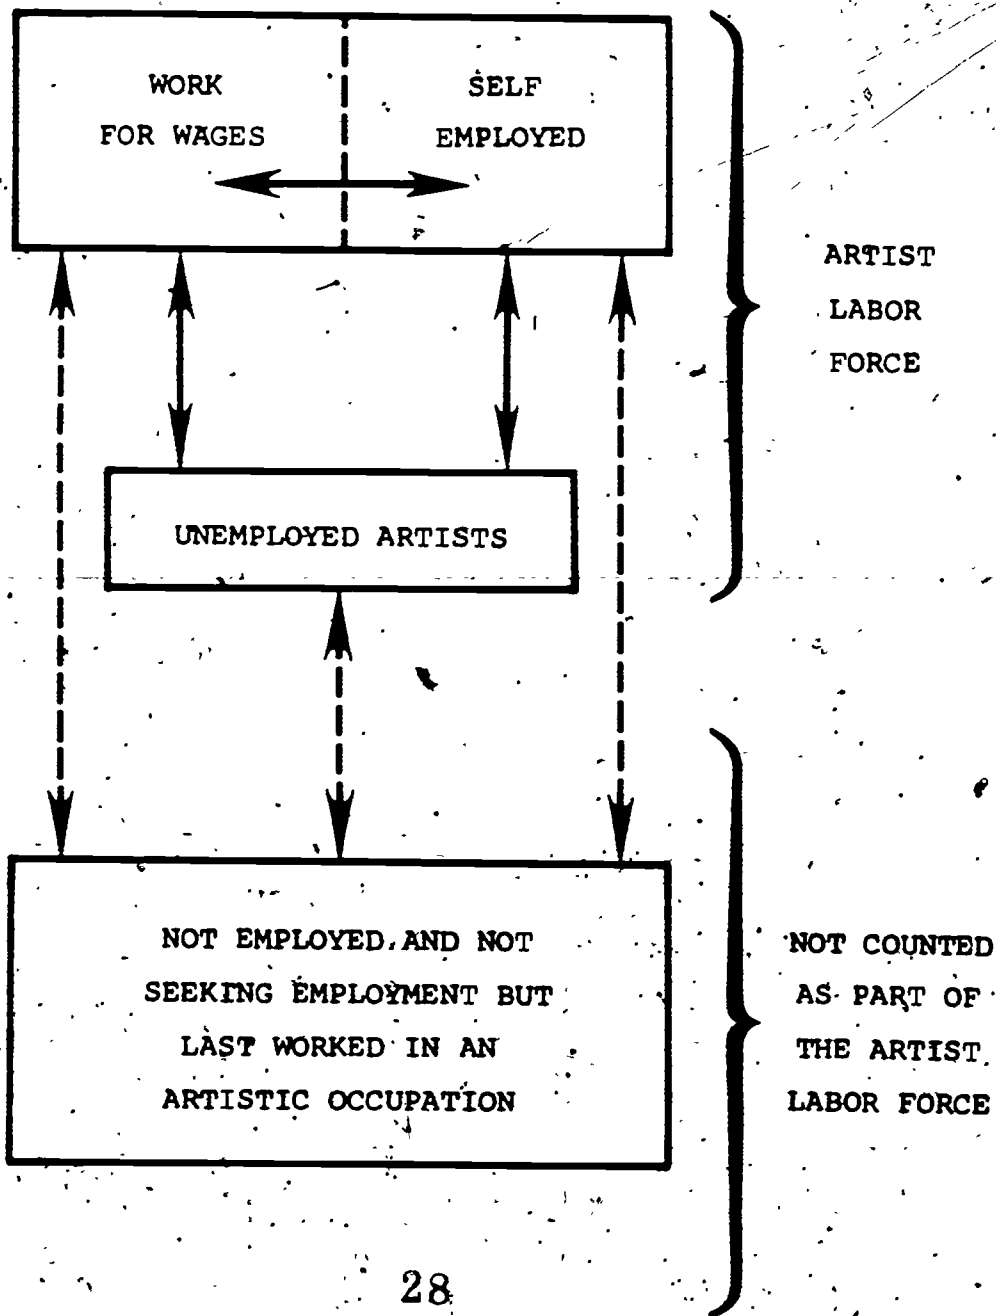 WORK
FOR WAGES
SELF
EMPLOYED
ARTIST
LABOR
FORCE
UNEMPLOYED ARTISTS
NOT EMPLOYED AND NOT
SEEKING EMPLOYMENT BUT
LAST WORKED IN AN
ARTISTIC OCCUPATION
NOT COUNTED
AS PART OF
THE ARTIST
LABOR FORCE
28